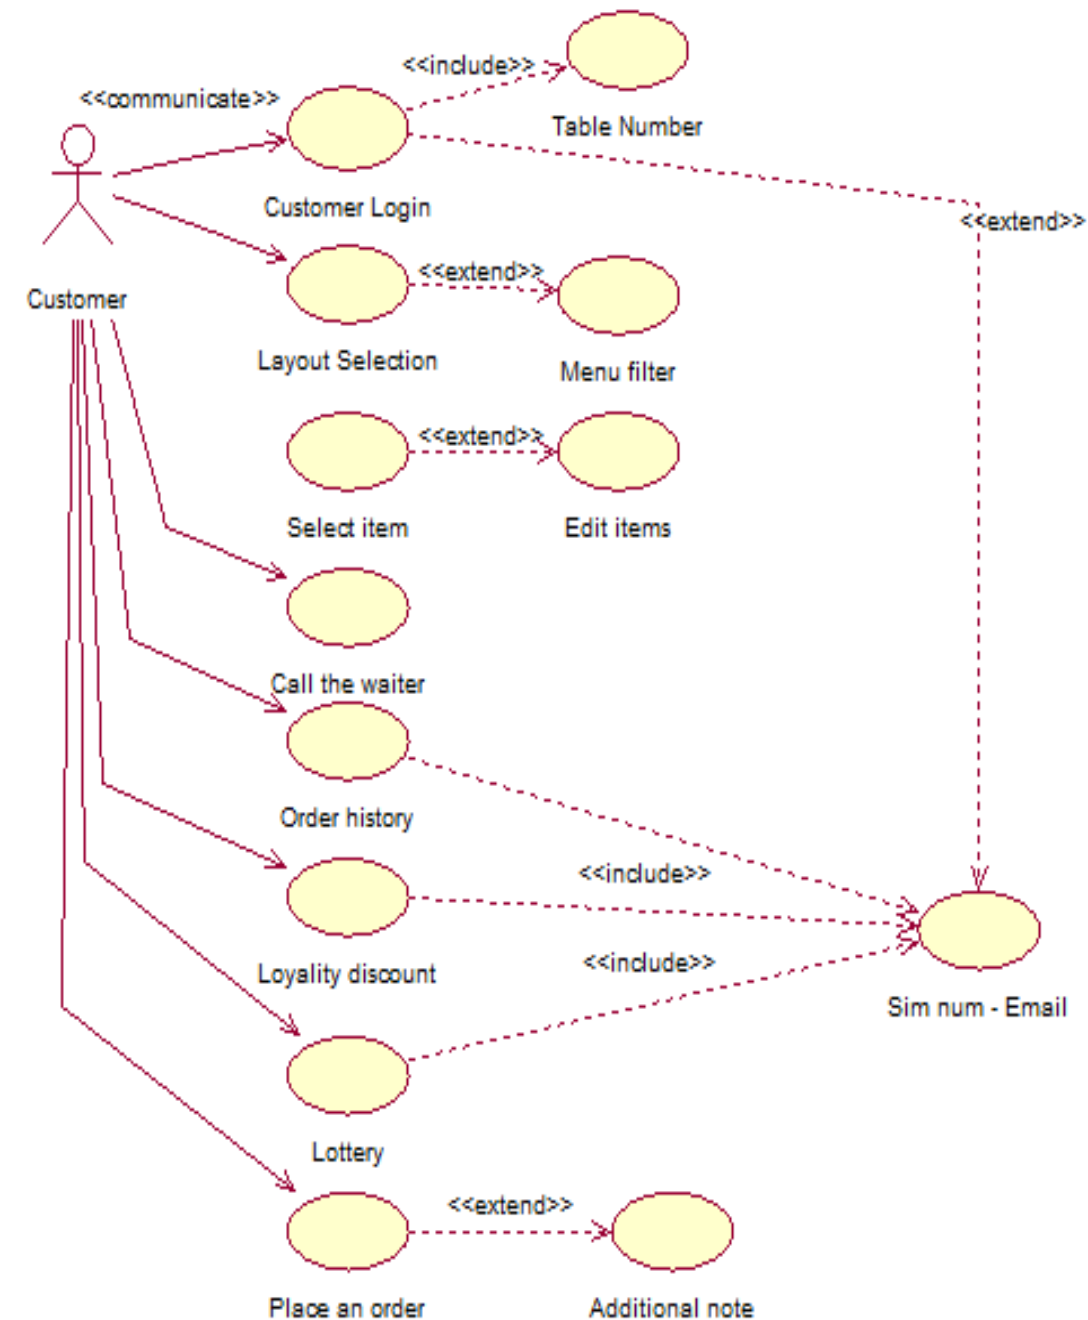 <<include>>
Table Number
<<communicate>>
Customer Login
<<extend>>
Customer
<<extend>>
Layout Selection
Menu filter
<<extend>>
Select item
Edit items
Call the waiter
Order history
<<include>>
Loyality discount
<<include>>
Sim num - Email
Lottery
<<extend>>
Place an order
Additional note